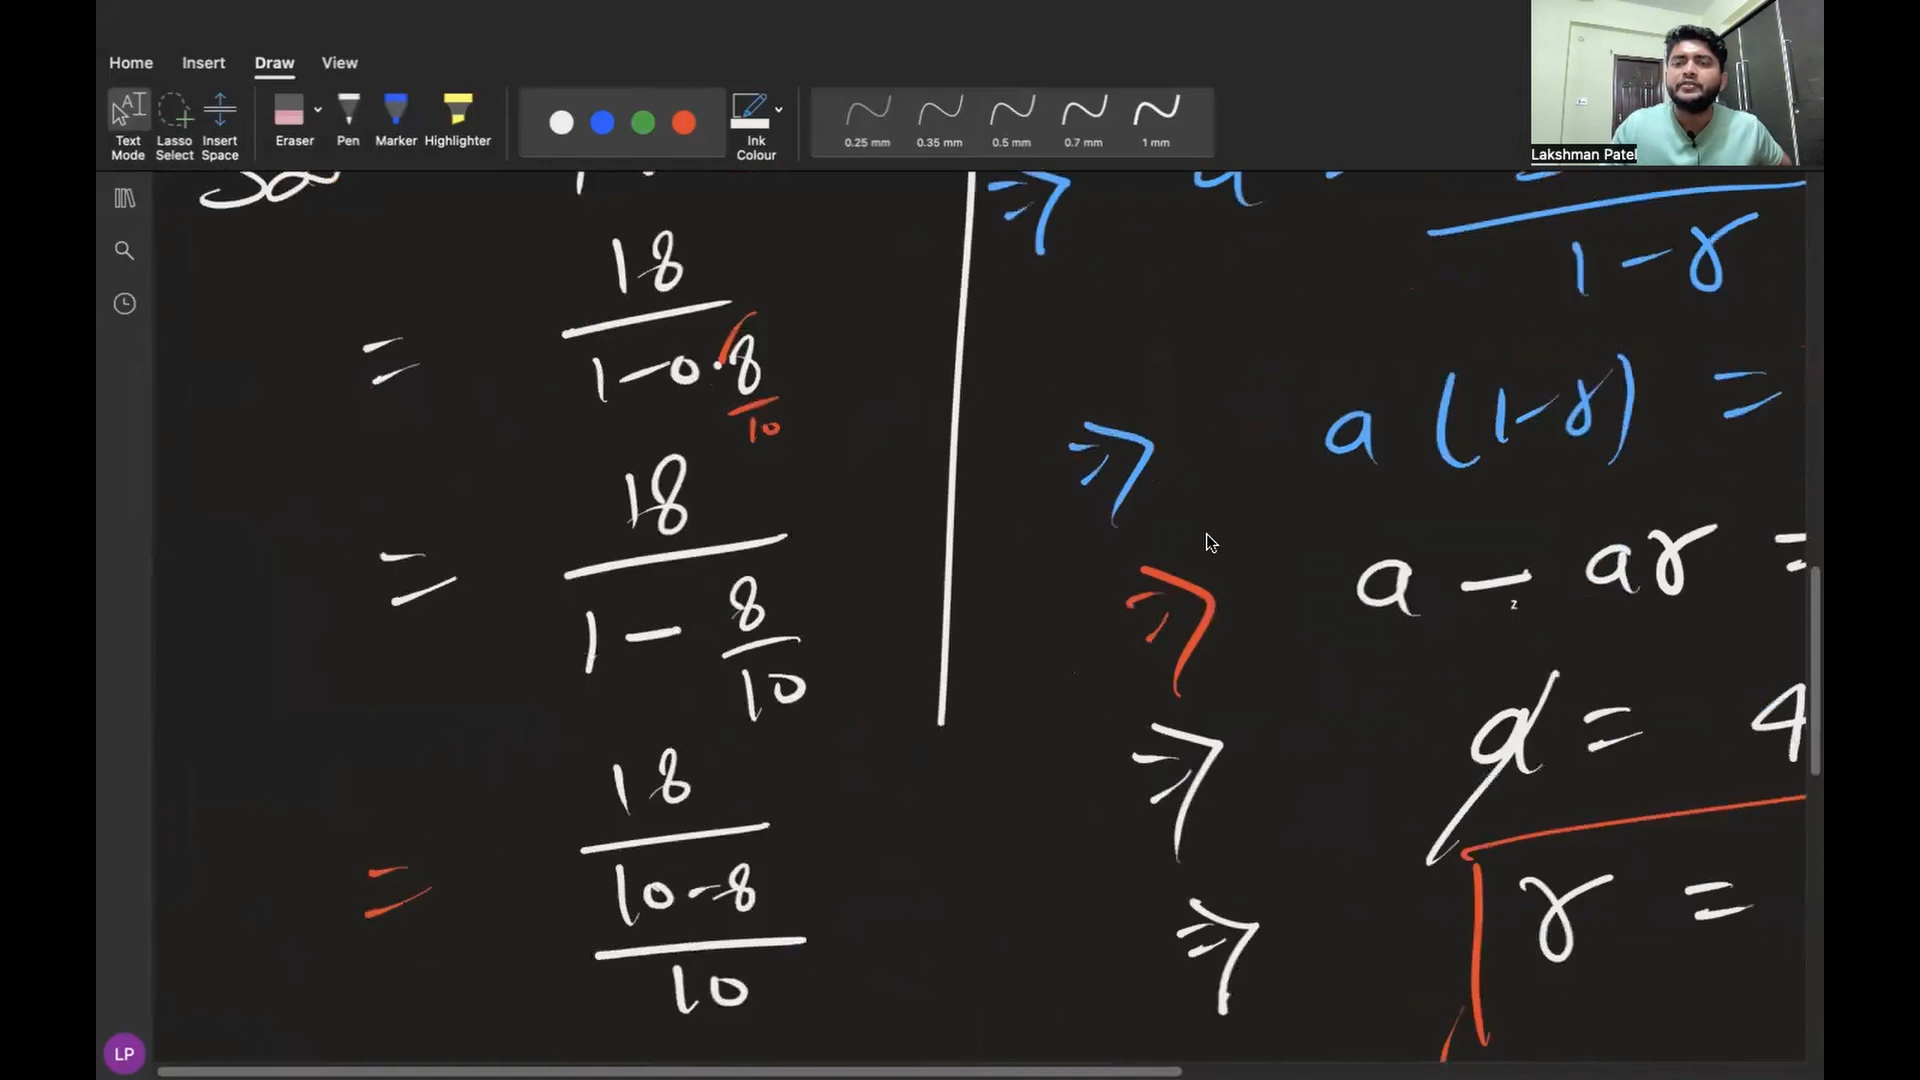 Home Insert Draw View
Text Mode Lasso Select Insert Space Eraser Pen Marker Highlighter Ink Colour 0.25 mm 0.35 mm 0.5 mm 0.7 mm 1 mm
Lakshman Patel
18
= 1-0.8
10
18
= 1 - 8
10
18
= 10-8
10
1-r
⇒ a (1-r) =
⇒ a - ar =
⇒ a = 4
⇒ r =
LP